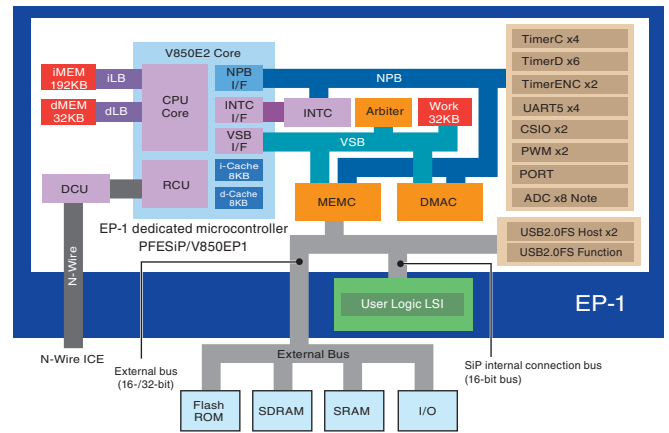 V850E2 Core
iMEM
192KB
iLB
dMEM
32KB
dLB
CPU
Core
NPB
I/F
INTC
I/F
VSB
I/F
i-Cache
8KB
d-Cache
8KB
RCU
DCU
NPB
INTC
Arbiter
Work
32KB
VSB
MEMC
DMAC
TimerC x4
TimerD x6
TimerENC x2
UART5 x4
CSIO x2
PWM x2
PORT
ADC x8 Note
USB2.0FS Host x2
USB2.0FS Function
EP-1 dedicated microcontroller
PFESiP/V850EP1
N-Wire
User Logic LSI
EP-1
N-Wire ICE
External bus
(16-/32-bit)
External Bus
SiP internal connection bus
(16-bit bus)
Flash
ROM
SDRAM
SRAM
I/O